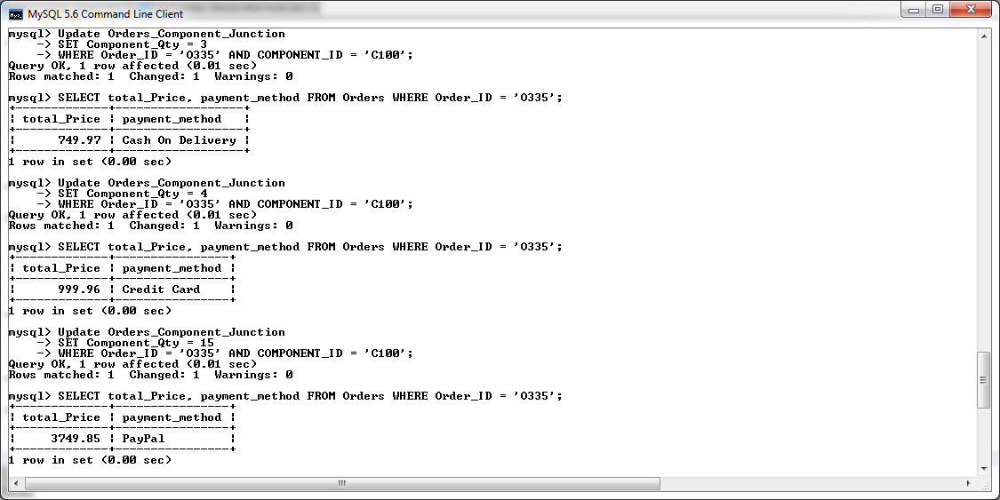 MySQL 5.6 Command Line Client
mysql> Update Orders_Component_Junction
    -> SET Component_Qty = 3
    -> WHERE Order_ID = 'O335' AND COMPONENT_ID = 'C100';
Query OK, 1 row affected (0.01 sec)
Rows matched: 1  Changed: 1  Warnings: 0

mysql> SELECT total_Price, payment_method FROM Orders WHERE Order_ID = 'O335';
+-------------+------------------+
| total_Price | payment_method   |
+-------------+------------------+
|      749.97 | Cash On Delivery |
+-------------+------------------+
1 row in set (0.00 sec)

mysql> Update Orders_Component_Junction
    -> SET Component_Qty = 4
    -> WHERE Order_ID = 'O335' AND COMPONENT_ID = 'C100';
Query OK, 1 row affected (0.01 sec)
Rows matched: 1  Changed: 1  Warnings: 0

mysql> SELECT total_Price, payment_method FROM Orders WHERE Order_ID = 'O335';
+-------------+----------------+
| total_Price | payment_method |
+-------------+----------------+
|      999.96 | Credit Card    |
+-------------+----------------+
1 row in set (0.00 sec)

mysql> Update Orders_Component_Junction
    -> SET Component_Qty = 15
    -> WHERE Order_ID = 'O335' AND COMPONENT_ID = 'C100';
Query OK, 1 row affected (0.01 sec)
Rows matched: 1  Changed: 1  Warnings: 0

mysql> SELECT total_Price, payment_method FROM Orders WHERE Order_ID = 'O335';
+-------------+----------------+
| total_Price | payment_method |
+-------------+----------------+
|     3749.85 | PayPal         |
+-------------+----------------+
1 row in set (0.00 sec)